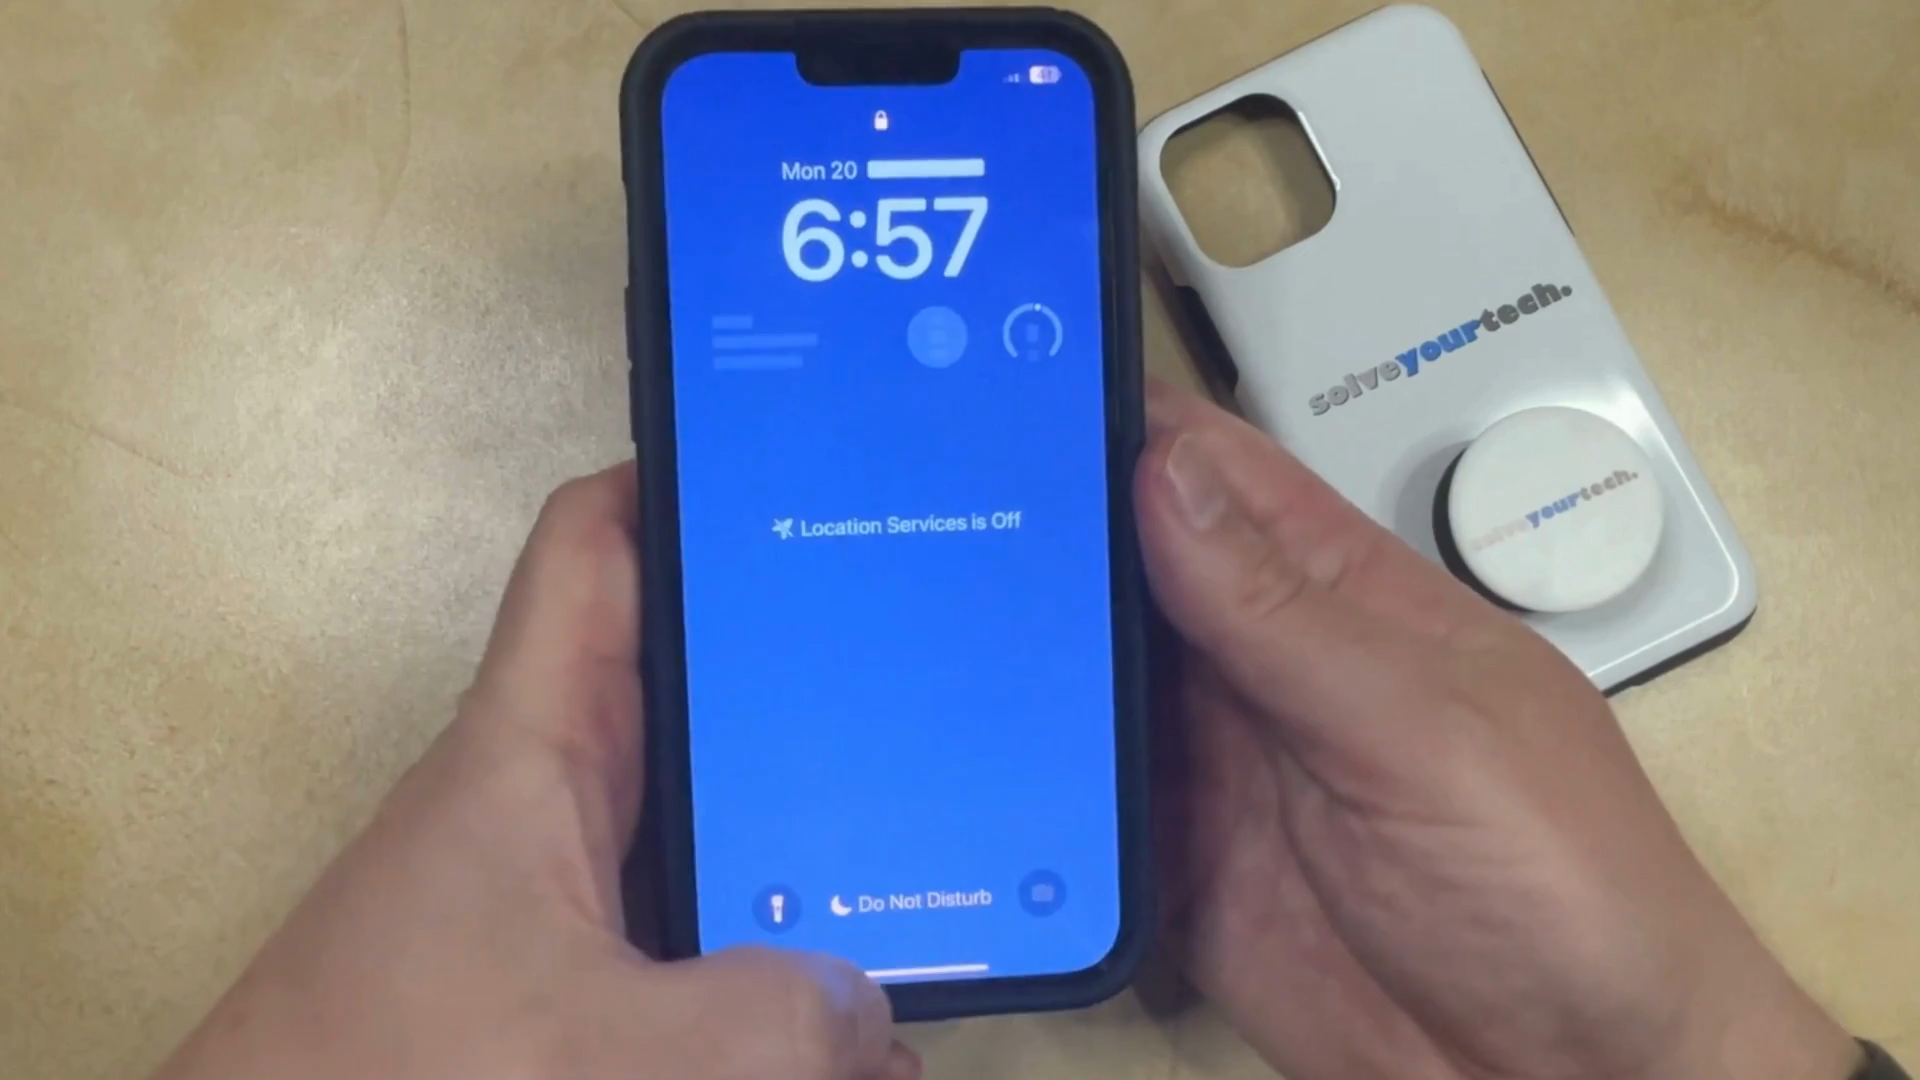 Mon 20
6:57
Location Services is Off
Do Not Disturb
solveyourtech.
solveyourtech.